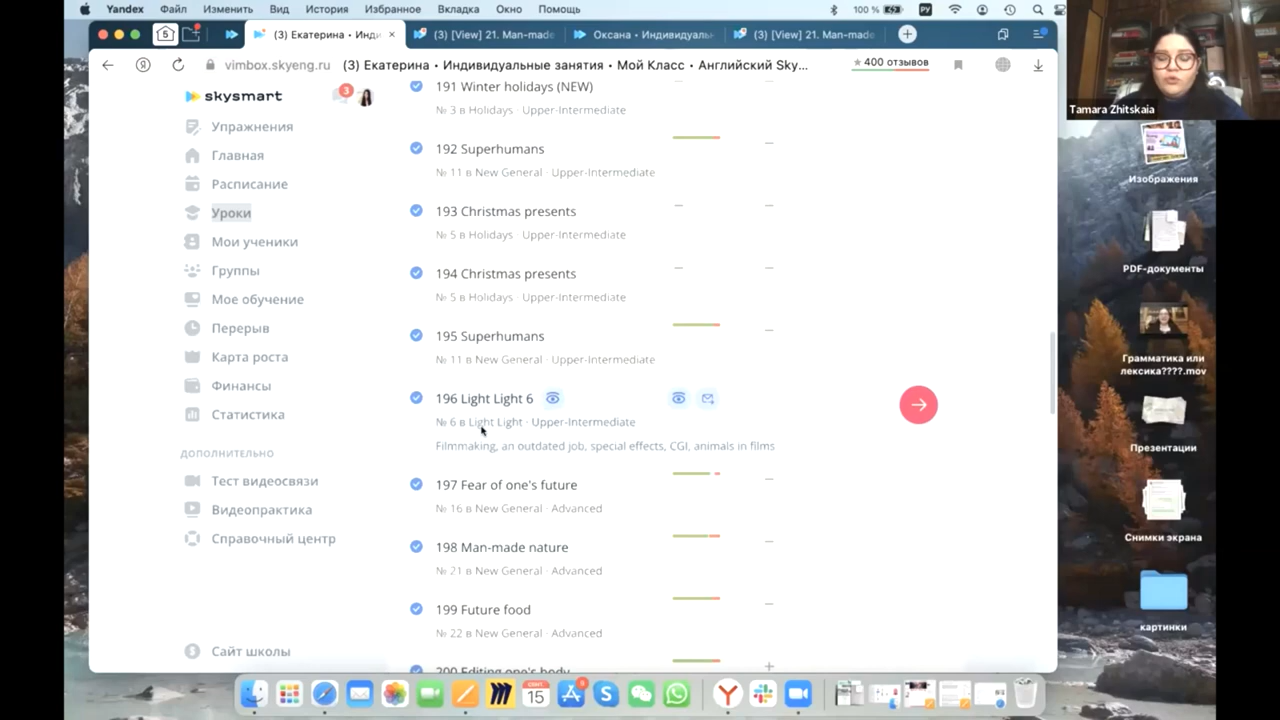 Yandex Файл Изменить Вид История Избранное Вкладка Окно Помощь 100 % РУ
5 (3) Екатерина • Инди (3) [View] 21. Man-made Оксана • Индивидуаль (3) [View] 21. Man-made
vimbox.skyeng.ru (3) Екатерина • Индивидуальные занятия • Мой Класс • Английский Sky... ★ 400 отзывов
Tamara Zhitskaia
skysmart 3
Упражнения
Главная
Расписание
Уроки
Мои ученики
Группы
Мое обучение
Перерыв
Карта роста
Финансы
Статистика
ДОПОЛНИТЕЛЬНО
Тест видеосвязи
Видеопрактика
Справочный центр
Сайт школы
191 Winter holidays (NEW)
№ 3 в Holidays · Upper-Intermediate
192 Superhumans
№ 11 в New General · Upper-Intermediate
193 Christmas presents
№ 5 в Holidays · Upper-Intermediate
194 Christmas presents
№ 5 в Holidays · Upper-Intermediate
195 Superhumans
№ 11 в New General · Upper-Intermediate
196 Light Light 6
№ 6 в Light Light · Upper-Intermediate
Filmmaking, an outdated job, special effects, CGI, animals in films
197 Fear of one's future
№ 16 в New General · Advanced
198 Man-made nature
№ 21 в New General · Advanced
199 Future food
№ 22 в New General · Advanced
200 Editing one's body
Изображения
PDF-документы
Грамматика или
лексика????.mov
Презентации
Снимки экрана
картинки
15